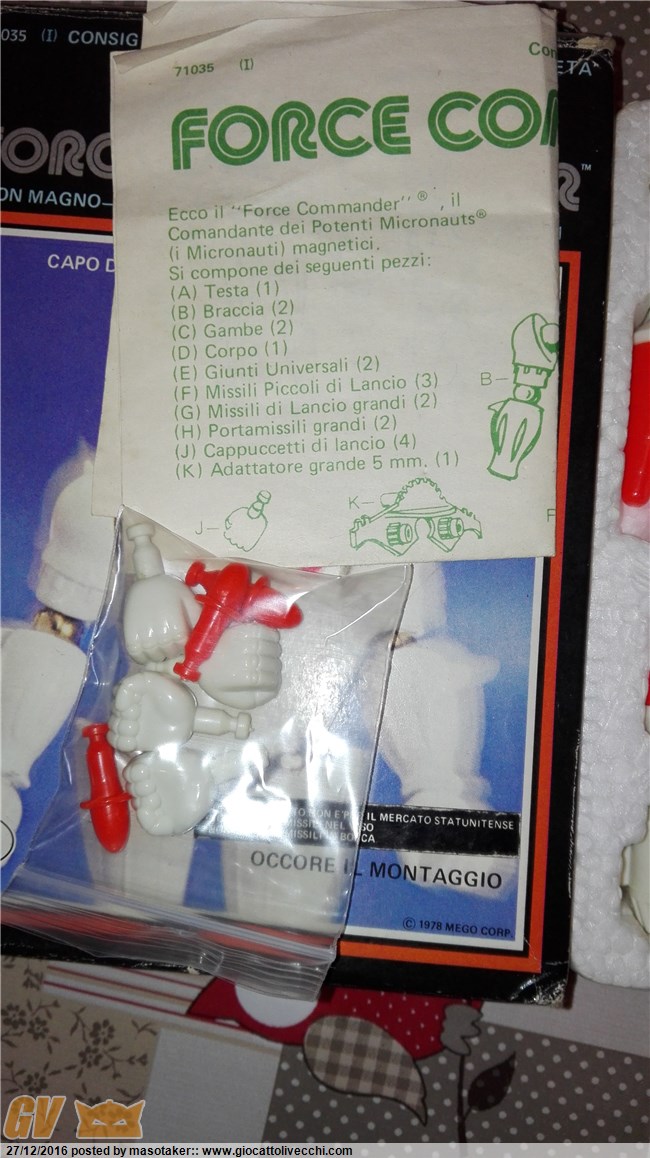 035 (I) CONSIG
71035 (I)
ETA
FORCE CO
ORC
ON MAGNO—
CAPO D
Ecco il "Force Commander" ® , il
Comandante dei Potenti Micronauts®
(i Micronauti) magnetici.
Si compone dei seguenti pezzi:
(A) Testa (1)
(B) Braccia (2)
(C) Gambe (2)
(D) Corpo (1)
(E) Giunti Universali (2)
(F) Missili Piccoli di Lancio (3)
(G) Missili di Lancio grandi (2)
(H) Portamissili grandi (2)
(J) Cappuccetti di lancio (4)
(K) Adattatore grande 5 mm. (1)
B—
J—
K—
F
IL MERCATO STATUNITENSE
OCCORE IL MONTAGGIO
© 1978 MEGO CORP.
GV
27/12/2016 posted by masotaker:: www.giocattolivecchi.com